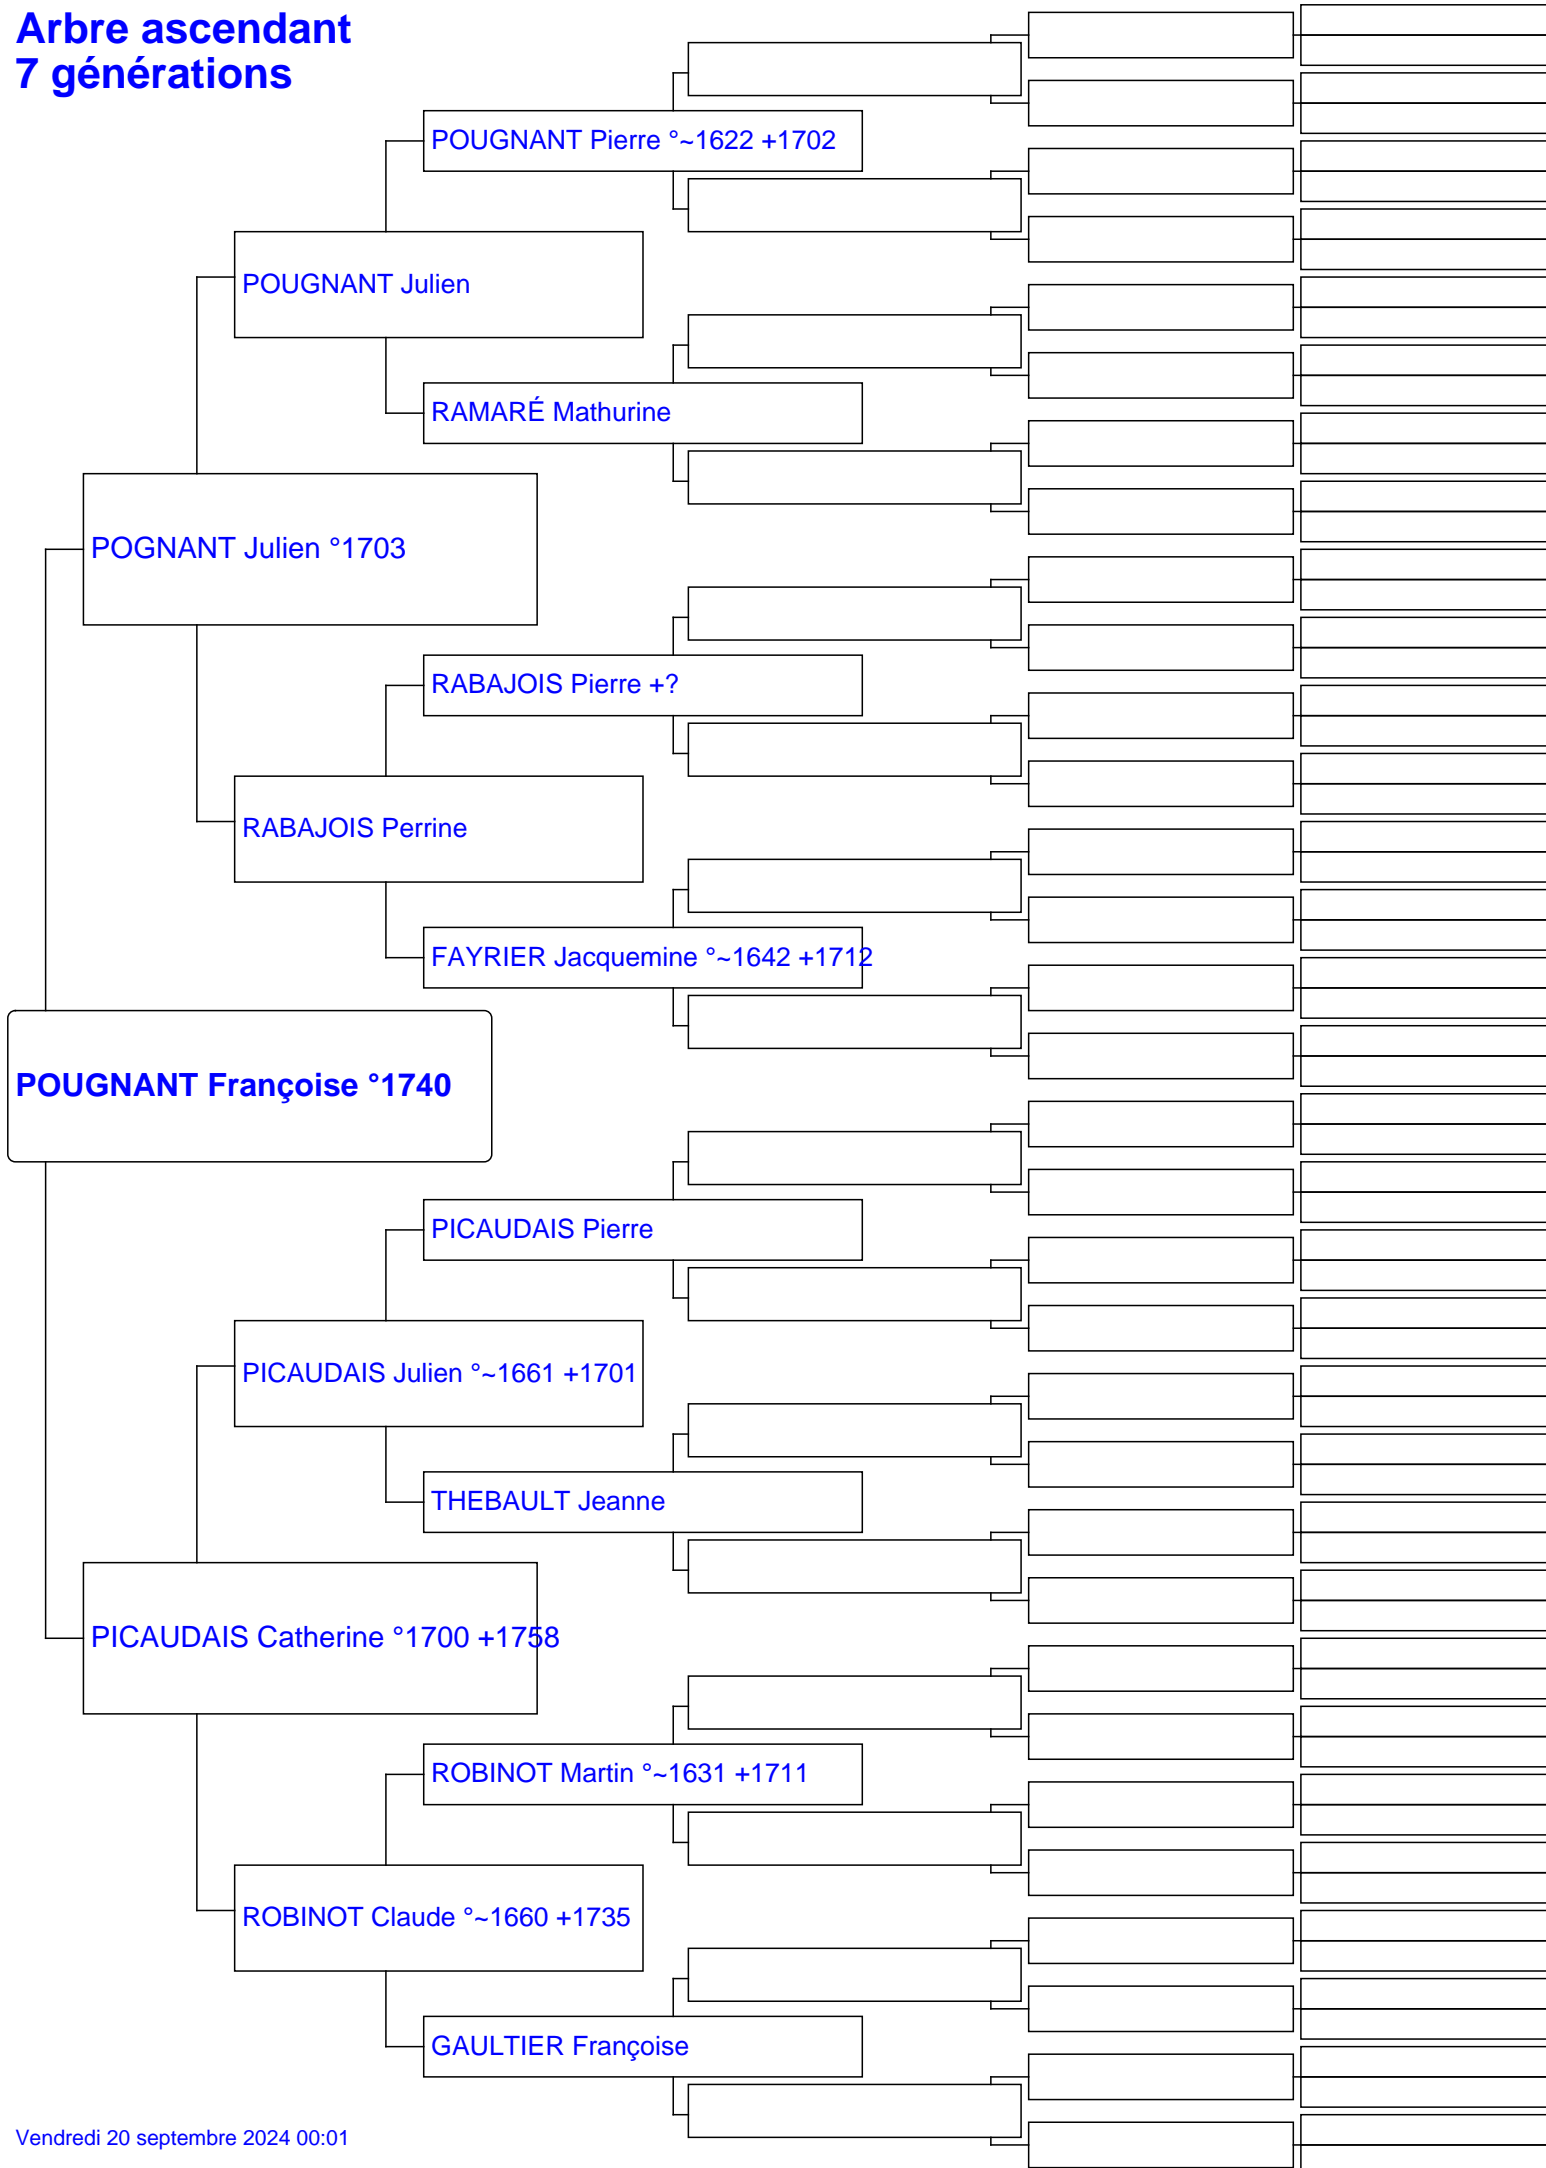 Arbre ascendant
7 générations
POUGNANT Pierre °~1622 +1702
POUGNANT Julien
RAMARÉ Mathurine
POGNANT Julien °1703
RABAJOIS Pierre +?
RABAJOIS Perrine
FAYRIER Jacquemine °~1642 +1712
POUGNANT Françoise °1740
PICAUDAIS Pierre
PICAUDAIS Julien °~1661 +1701
THEBAULT Jeanne
PICAUDAIS Catherine °1700 +1758
ROBINOT Martin °~1631 +1711
ROBINOT Claude °~1660 +1735
GAULTIER Françoise
Vendredi 20 septembre 2024 00:01